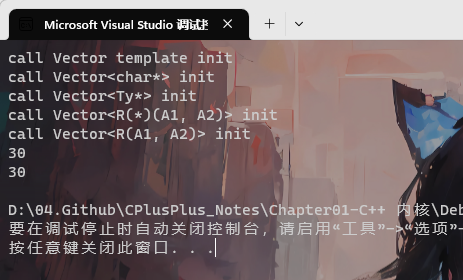 Microsoft Visual Studio 调试
call Vector template init
call Vector<char*> init
call Vector<Ty*> init
call Vector<R(*)(A1, A2)> init
call Vector<R(A1, A2)> init
30
30
D:\04.Github\CPlusPlus_Notes\Chapter01-C++ 内核\Deb
要在调试停止时自动关闭控制台，请启用“工具”->“选项”-
按任意键关闭此窗口. . .